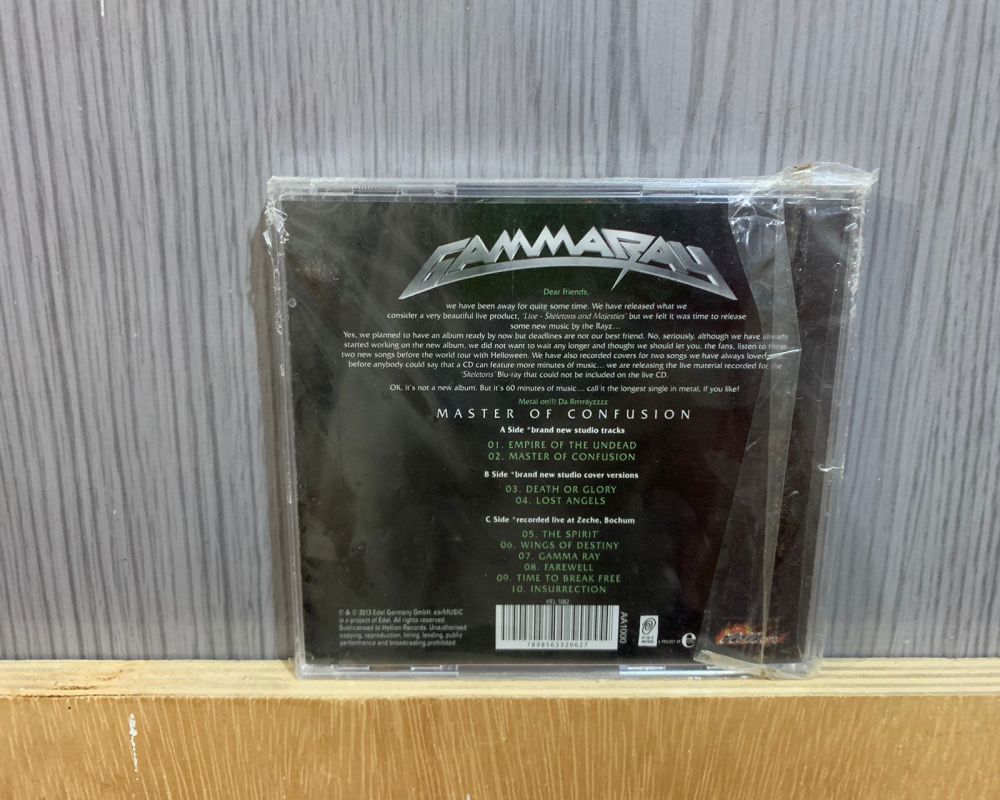 GAMMA RAY
Dear Friends,
we have been away for quite some time. We have released what we
consider a very beautiful live product, 'Live - Skeletons and Majesties' but we felt it was time to release
some new music by the Rayz...
Yes, we planned to have an album ready by now but deadlines are not our best friend. No, seriously, although we have already
started working on the new album, we did not want to wait any longer and thought we should let you, the fans, listen to these
two new songs before the world tour with Helloween. We have also recorded covers for two songs we have always loved
before anybody could say that a CD can feature more minutes of music... we are releasing the live material recorded for the
'Skeletons' Blu-ray that could not be included on the live CD.
OK, it's not a new album. But it's 60 minutes of music... call it the longest single in metal, if you like!
Metal on!!! Da Rrrrrayzzzz
MASTER OF CONFUSION
A Side *brand new studio tracks
01. EMPIRE OF THE UNDEAD
02. MASTER OF CONFUSION
B Side *brand new studio cover versions
03. DEATH OR GLORY
04. LOST ANGELS
C Side *recorded live at Zeche, Bochum
05. THE SPIRIT
06. WINGS OF DESTINY
07. GAMMA RAY
08. FAREWELL
09. TIME TO BREAK FREE
10. INSURRECTION
HEL 1982
℗ & © 2013 Edel Germany GmbH. earMUSIC
is a project of Edel. All rights reserved.
Sublicensed to Hellion Records. Unauthorised
copying, reproduction, hiring, lending, public
performance and broadcasting prohibited.
7898563320627
AA1000
A PROJECT OF e